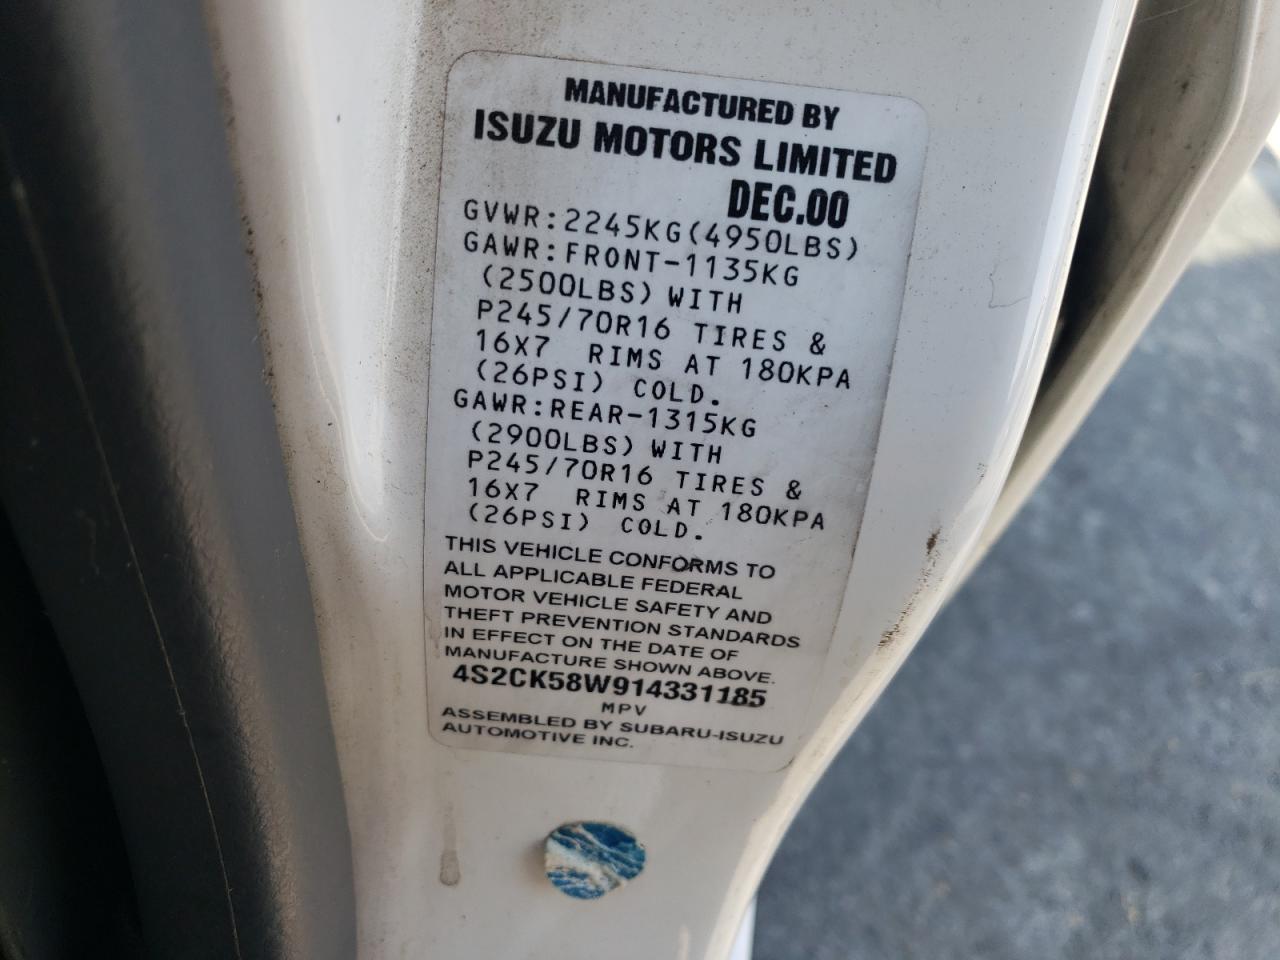 MANUFACTURED BY
ISUZU MOTORS LIMITED
DEC.00
GVWR:2245KG(4950LBS)
GAWR:FRONT-1135KG
(2500LBS) WITH
P245/70R16 TIRES &
16X7 RIMS AT 180KPA
(26PSI) COLD.
GAWR:REAR-1315KG
(2900LBS) WITH
P245/70R16 TIRES &
16X7 RIMS AT 180KPA
(26PSI) COLD.
THIS VEHICLE CONFORMS TO
ALL APPLICABLE FEDERAL
MOTOR VEHICLE SAFETY AND
THEFT PREVENTION STANDARDS
IN EFFECT ON THE DATE OF
MANUFACTURE SHOWN ABOVE.
4S2CK58W914331185
MPV
ASSEMBLED BY SUBARU-ISUZU
AUTOMOTIVE INC.